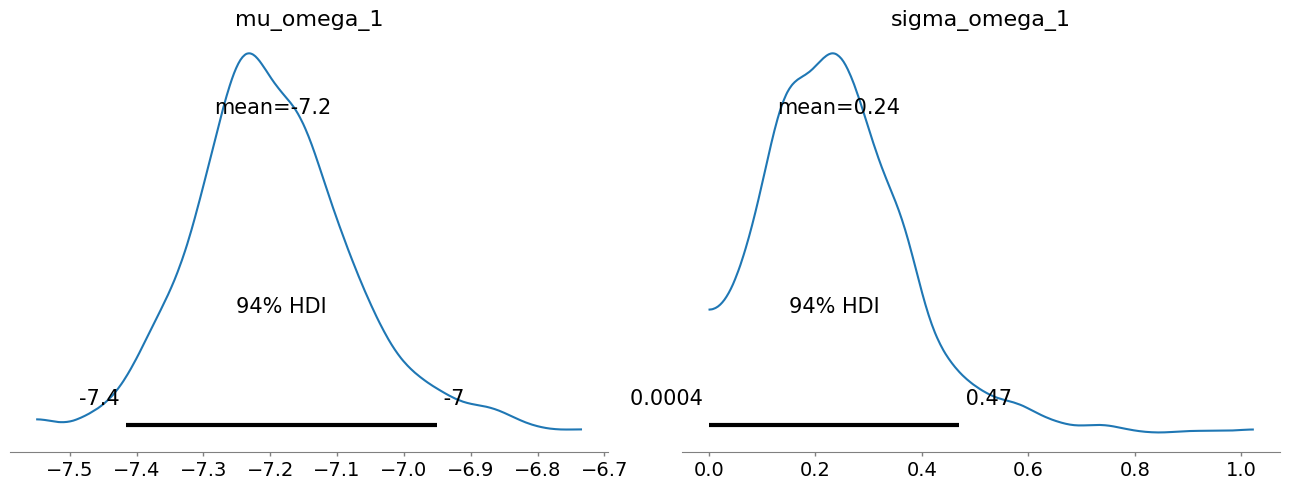 mu_omega_1
mean=-7.2
94% HDI
-7.4
-7
−7.5 −7.4 −7.3 −7.2 −7.1 −7.0 −6.9 −6.8 −6.7
sigma_omega_1
mean=0.24
94% HDI
0.0004
0.47
0.0 0.2 0.4 0.6 0.8 1.0